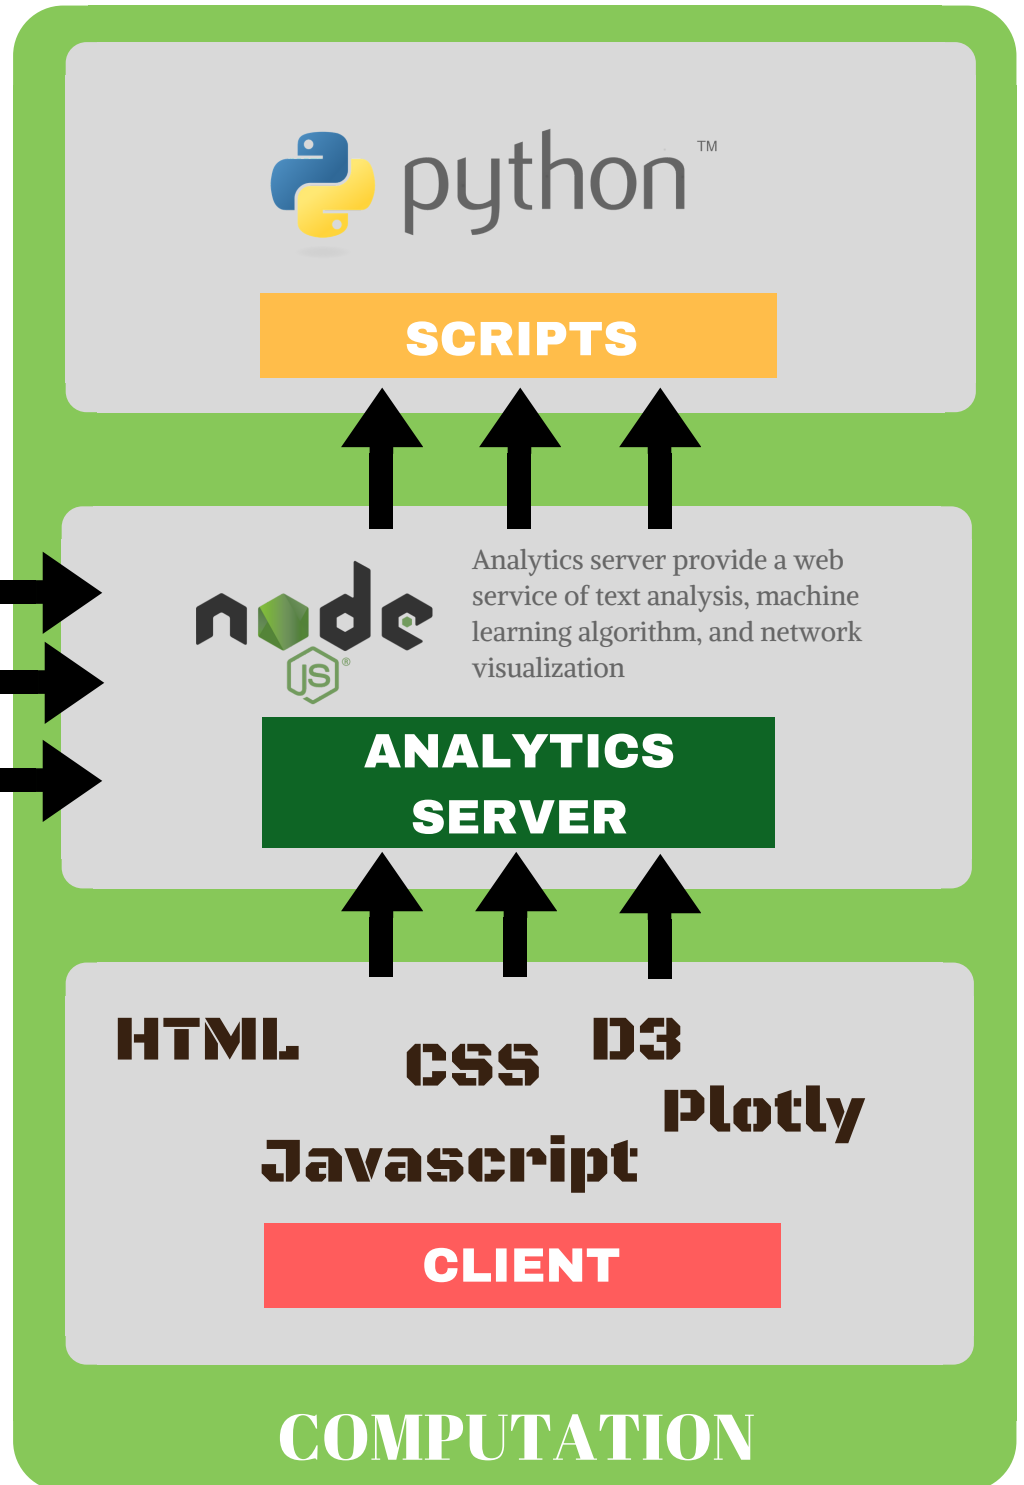 python ™
SCRIPTS
Analytics server provide a web
service of text analysis, machine
learning algorithm, and network
visualization
node
JS ®
ANALYTICS
SERVER
HTML
CSS
D3
Plotly
Javascript
CLIENT
COMPUTATION